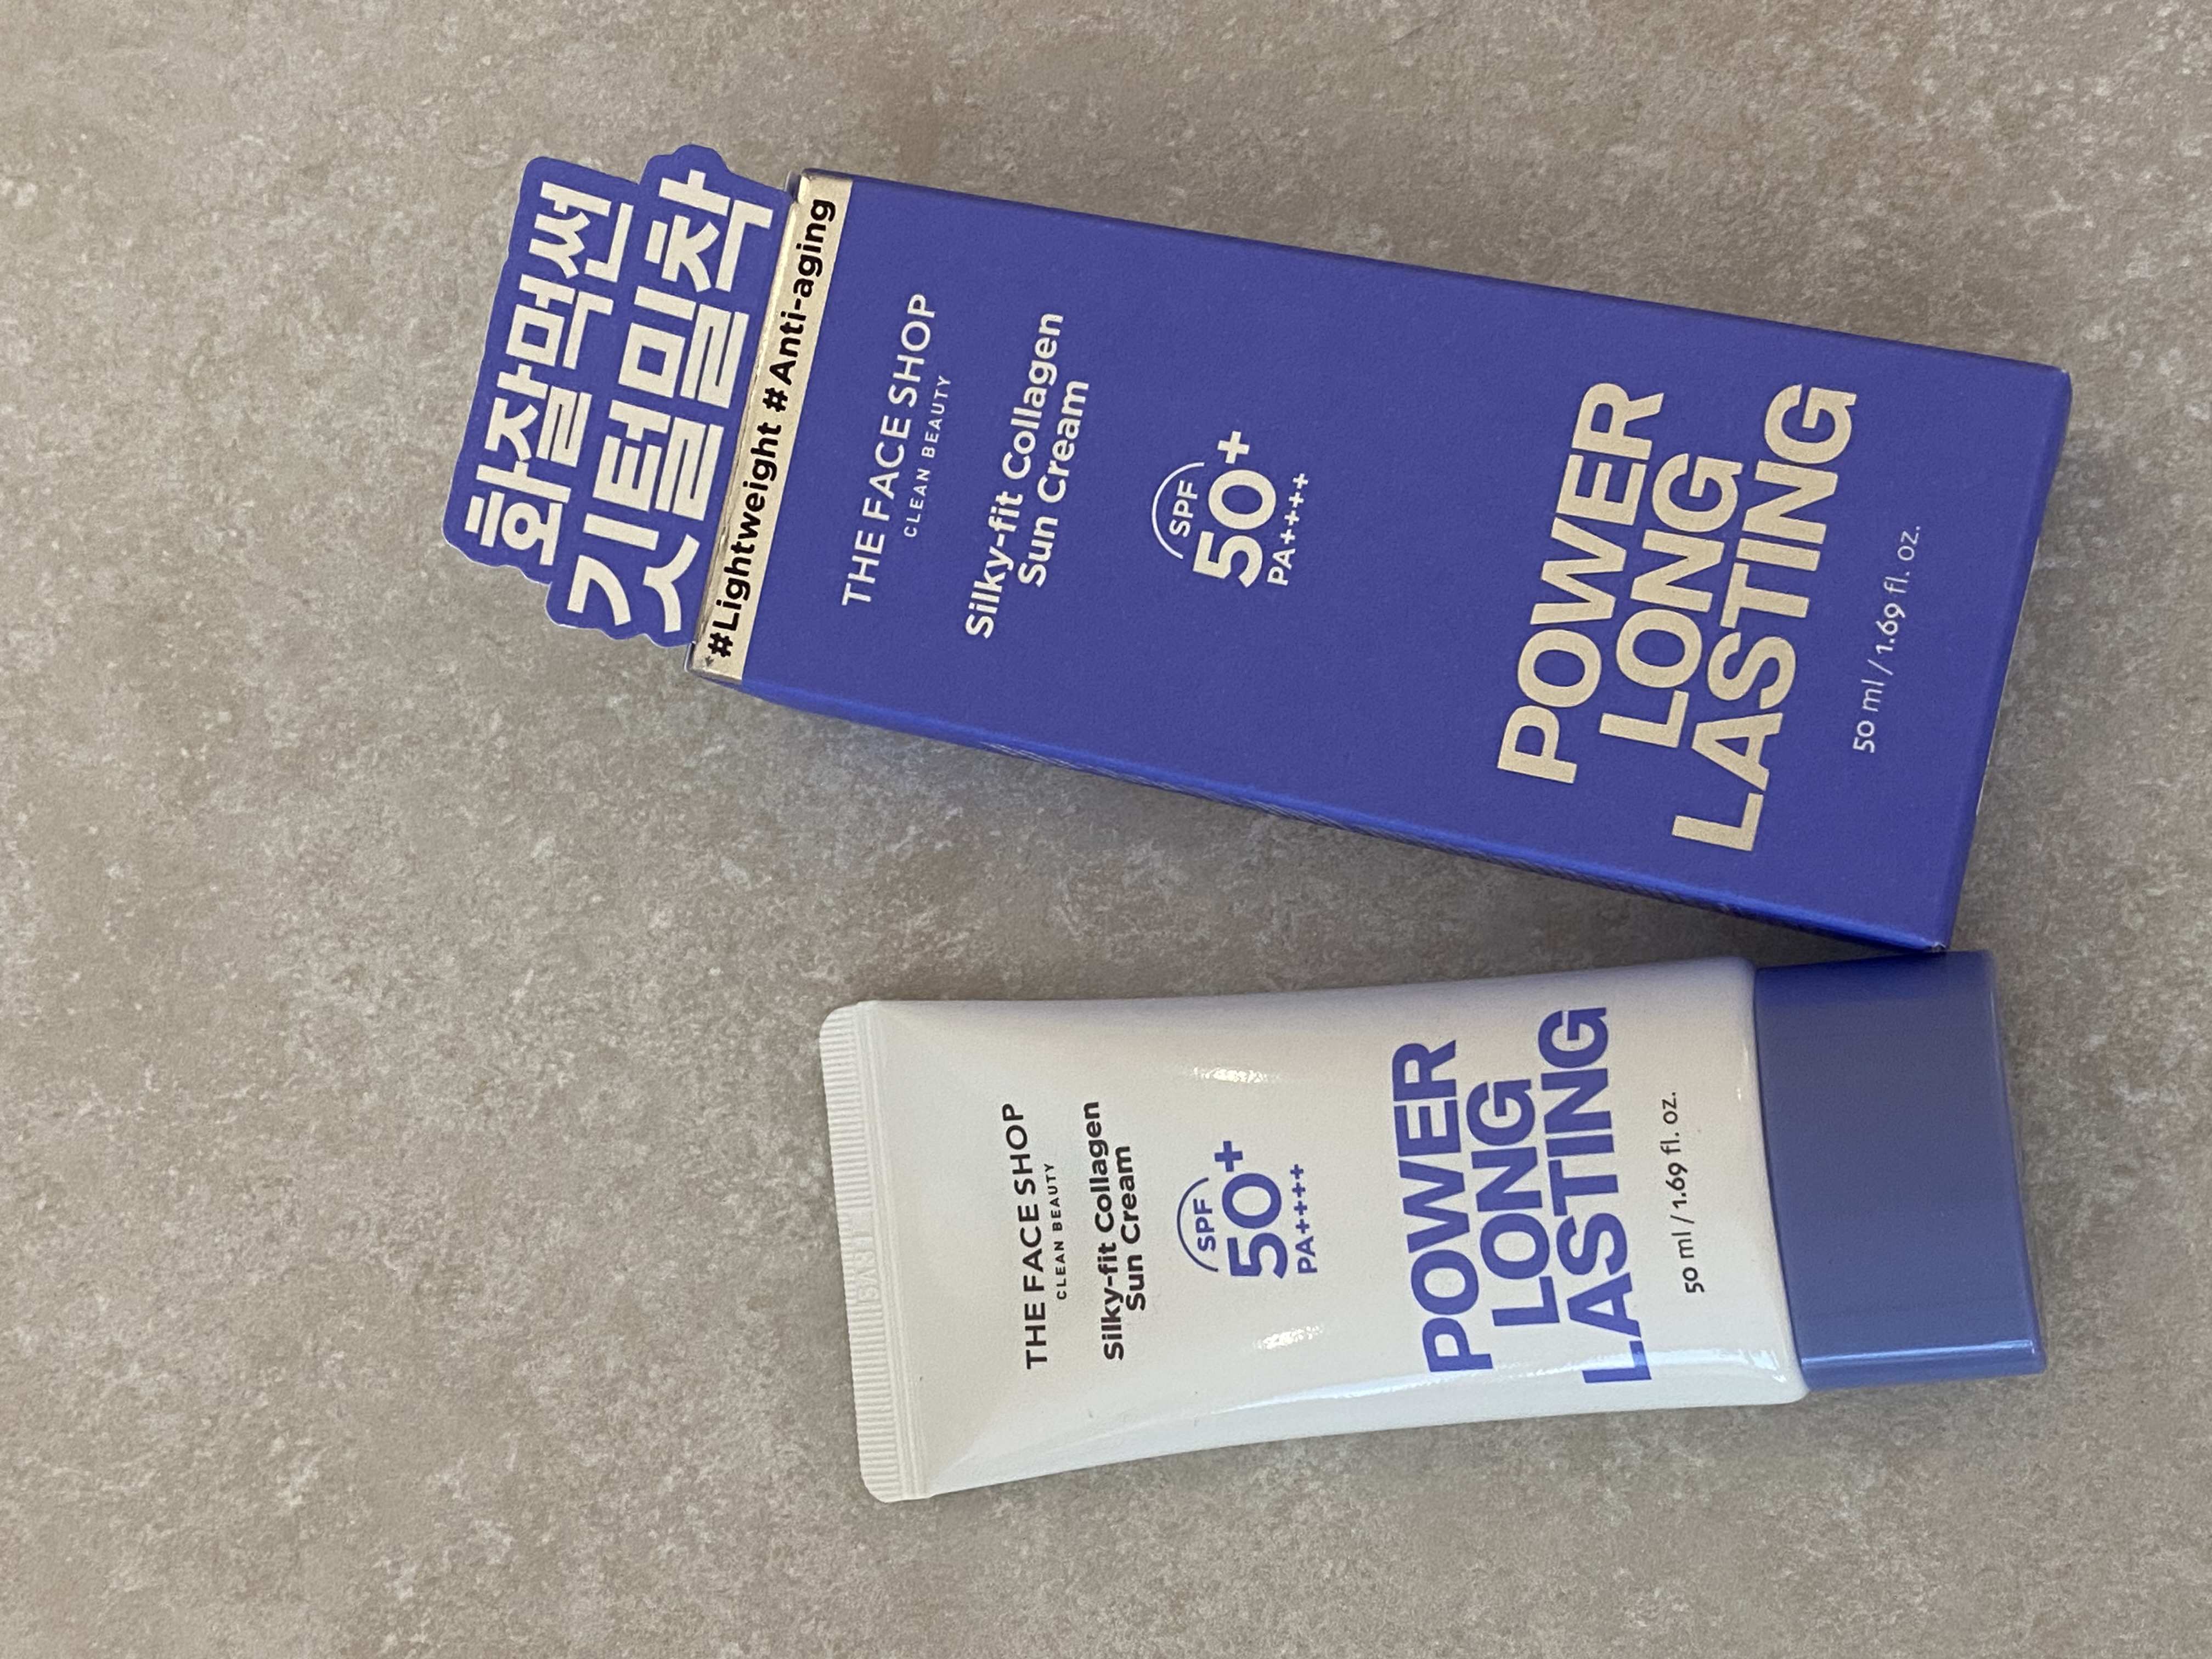 화잘먹썬
깃털밀착
#Lightweight #Anti-aging
THE FACE SHOP
CLEAN BEAUTY
Silky-fit Collagen
Sun Cream
SPF
50+
PA++++
POWER
LONG
LASTING
50 ml / 1.69 fl. oz.
THE FACE SHOP
CLEAN BEAUTY
Silky-fit Collagen
Sun Cream
SPF
50+
PA++++
POWER
LONG
LASTING
50 ml / 1.69 fl. oz.